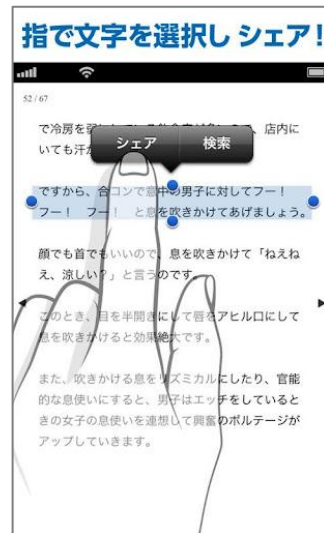 指で文字を選択し シェア!
52 / 67
で冷房を
、店内に
いても汗
シェア
検索
ですから、合コンで意中の男子に対してフー!
フー! フー! と息を吹きかけてあげましょう。
顔でも首でもいいので、息を吹きかけて「ねえね
え、涼しい?」と言うのです。
このとき、目を半開きにして唇をアヒル口にして
息を吹きかけると効果絶大です。
また、吹きかける息をリズミカルにしたり、官能
的な息使いにすると、男子はエッチをしていると
きの女子の息使いを連想して興奮のボルテージが
アップしていきます。